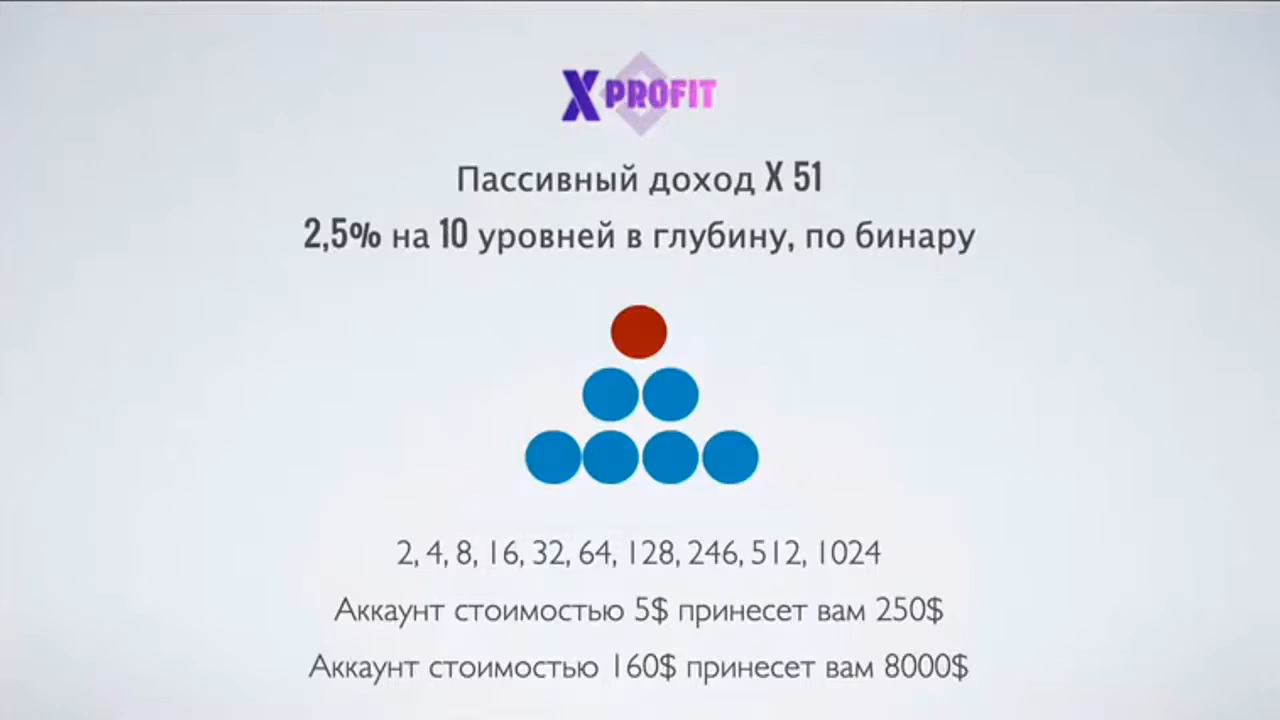 X PROFIT
Пассивный доход X 51
2,5% на 10 уровней в глубину, по бинару
2, 4, 8, 16, 32, 64, 128, 246, 512, 1024
Аккаунт стоимостью 5$ принесет вам 250$
Аккаунт стоимостью 160$ принесет вам 8000$